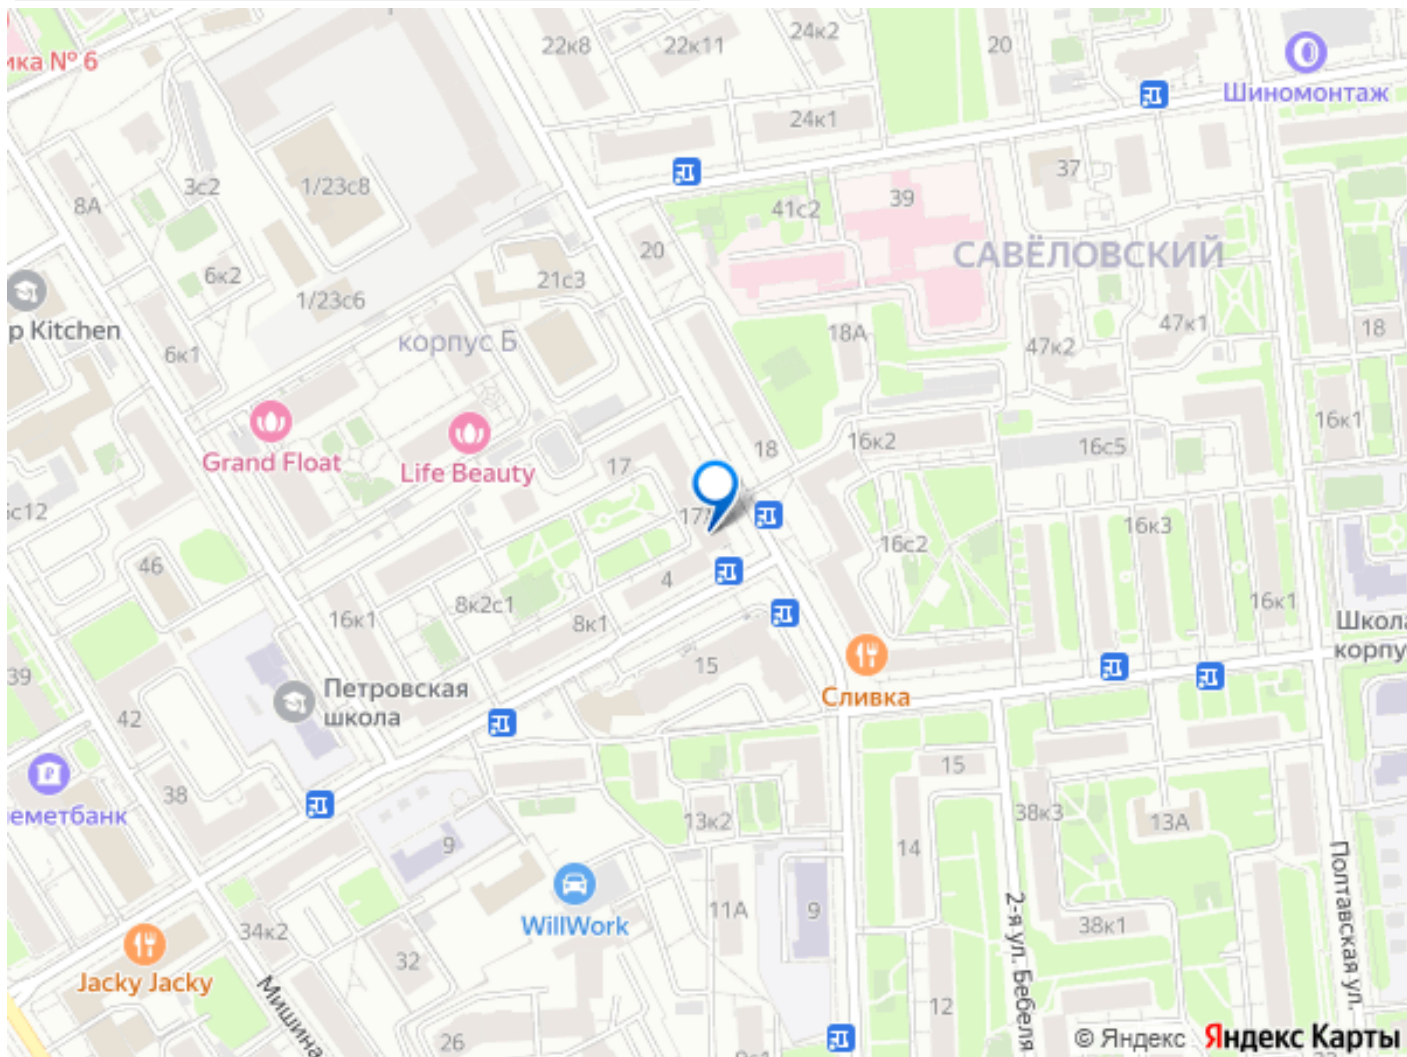 22к8
22к11
24к2
20
ика № 6
Шиномонтаж
24к1
3с2
1/23с8
8А
37
39
41с2
САВЁЛОВСКИЙ
20
6к2
21с3
1/23с6
p Kitchen
корпус Б
6к1
18А
47к2
47к1
18
16к1
Grand Float
Life Beauty
17
18
16к2
16с5
с12
17/
16с2
16к3
46
4
8к2с1
8к1
16к1
16к1
Школа
корпу
15
39
Петровская
школа
Сливка
42
38
еметбанк
15
13к2
38к3
13А
14
9
Полтавская ул.
WillWork
11А
9
2-я ул. Бебеля
38к1
34к2
32
Jacky Jacky
Мишина
12
26
© Яндекс
Яндекс Карты